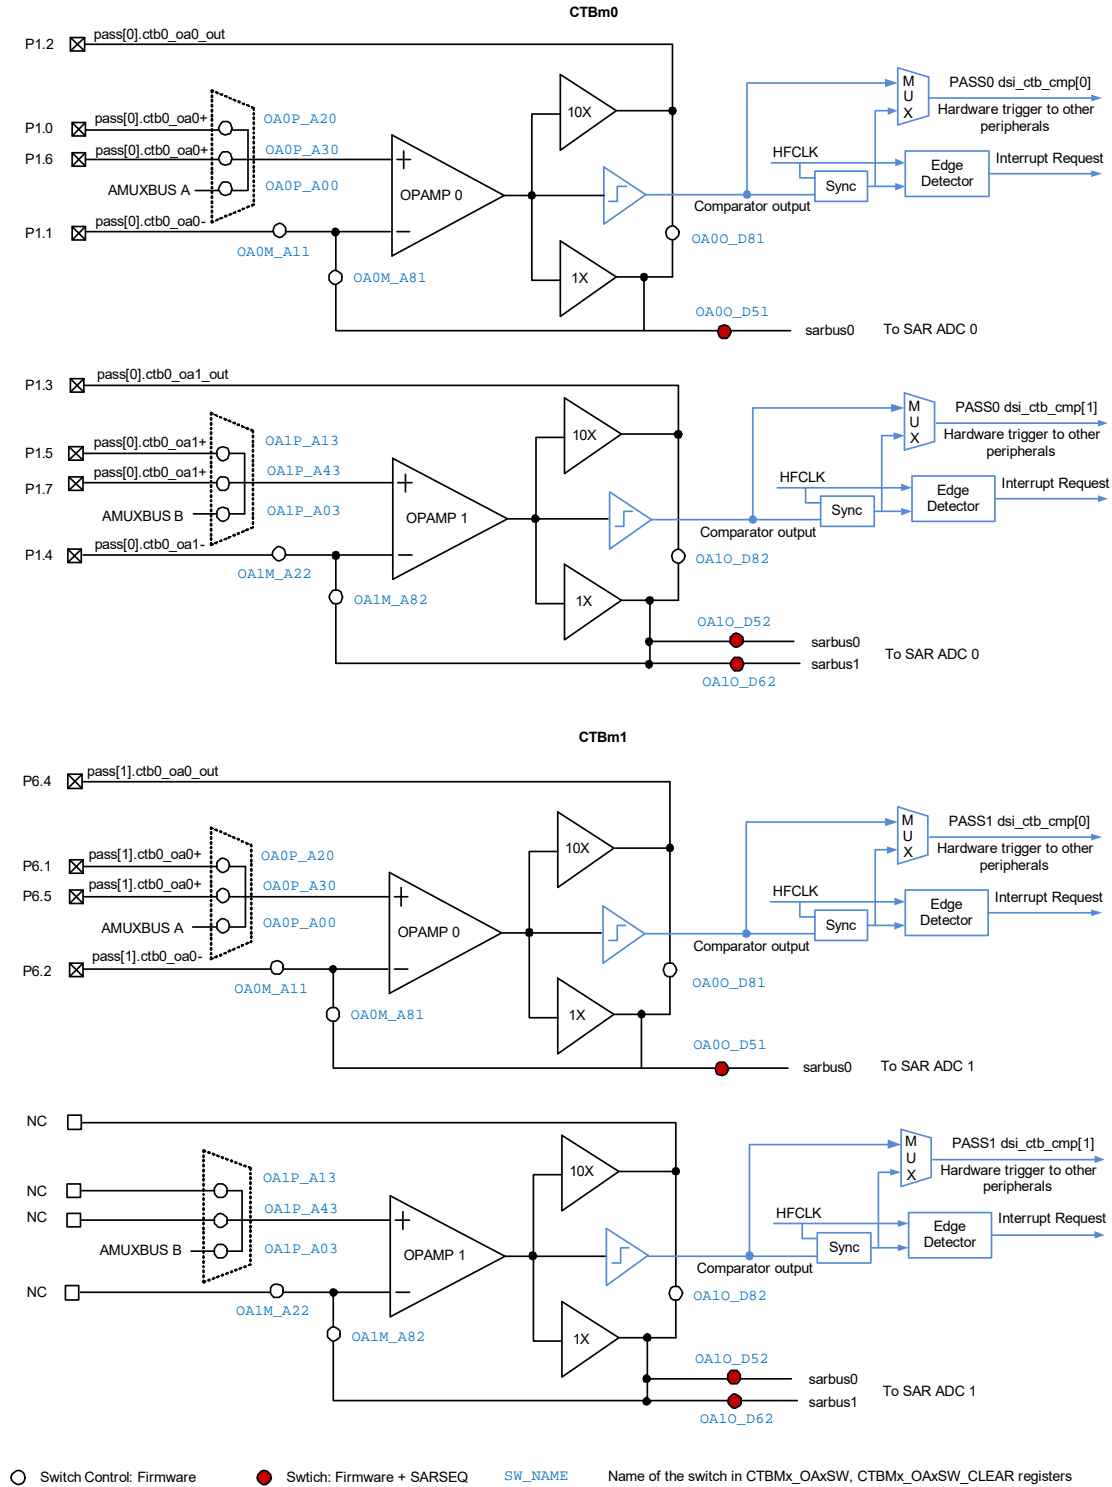 CTBm0
P1.2 pass[0].ctb0_oa0_out
10X
M
U
X
PASS0 dsi_ctb_cmp[0]
Hardware trigger to other
peripherals
P1.0 pass[0].ctb0_oa0+ OA0P_A20
P1.6 pass[0].ctb0_oa0+ OA0P_A30
AMUXBUS A OA0P_A00
+
OPAMP 0
−
HFCLK
Sync
Edge
Detector
Interrupt Request
Comparator output
P1.1 pass[0].ctb0_oa0-
OA0M_A11
OA0M_A81
OA0O_D81
1X
OA0O_D51
sarbus0 To SAR ADC 0
P1.3 pass[0].ctb0_oa1_out
10X
M
U
X
PASS0 dsi_ctb_cmp[1]
Hardware trigger to other
peripherals
P1.5 pass[0].ctb0_oa1+ OA1P_A13
P1.7 pass[0].ctb0_oa1+ OA1P_A43
AMUXBUS B OA1P_A03
+
OPAMP 1
−
HFCLK
Sync
Edge
Detector
Interrupt Request
Comparator output
P1.4 pass[0].ctb0_oa1-
OA1M_A22
OA1M_A82
OA1O_D82
1X
OA1O_D52
sarbus0
To SAR ADC 0
sarbus1
OA1O_D62
CTBm1
P6.4 pass[1].ctb0_oa0_out
10X
M
U
X
PASS1 dsi_ctb_cmp[0]
Hardware trigger to other
peripherals
P6.1 pass[1].ctb0_oa0+ OA0P_A20
P6.5 pass[1].ctb0_oa0+ OA0P_A30
AMUXBUS A OA0P_A00
+
OPAMP 0
−
HFCLK
Sync
Edge
Detector
Interrupt Request
Comparator output
P6.2 pass[1].ctb0_oa0-
OA0M_A11
OA0M_A81
OA0O_D81
1X
OA0O_D51
sarbus0 To SAR ADC 1
NC
10X
M
U
X
PASS1 dsi_ctb_cmp[1]
Hardware trigger to other
peripherals
NC OA1P_A13
NC OA1P_A43
AMUXBUS B OA1P_A03
+
OPAMP 1
−
HFCLK
Sync
Edge
Detector
Interrupt Request
Comparator output
NC
OA1M_A22
OA1M_A82
OA1O_D82
1X
OA1O_D52
sarbus0
To SAR ADC 1
sarbus1
OA1O_D62
Switch Control: Firmware
Swtich: Firmware + SARSEQ
SW_NAME Name of the switch in CTBMx_OAxSW, CTBMx_OAxSW_CLEAR registers